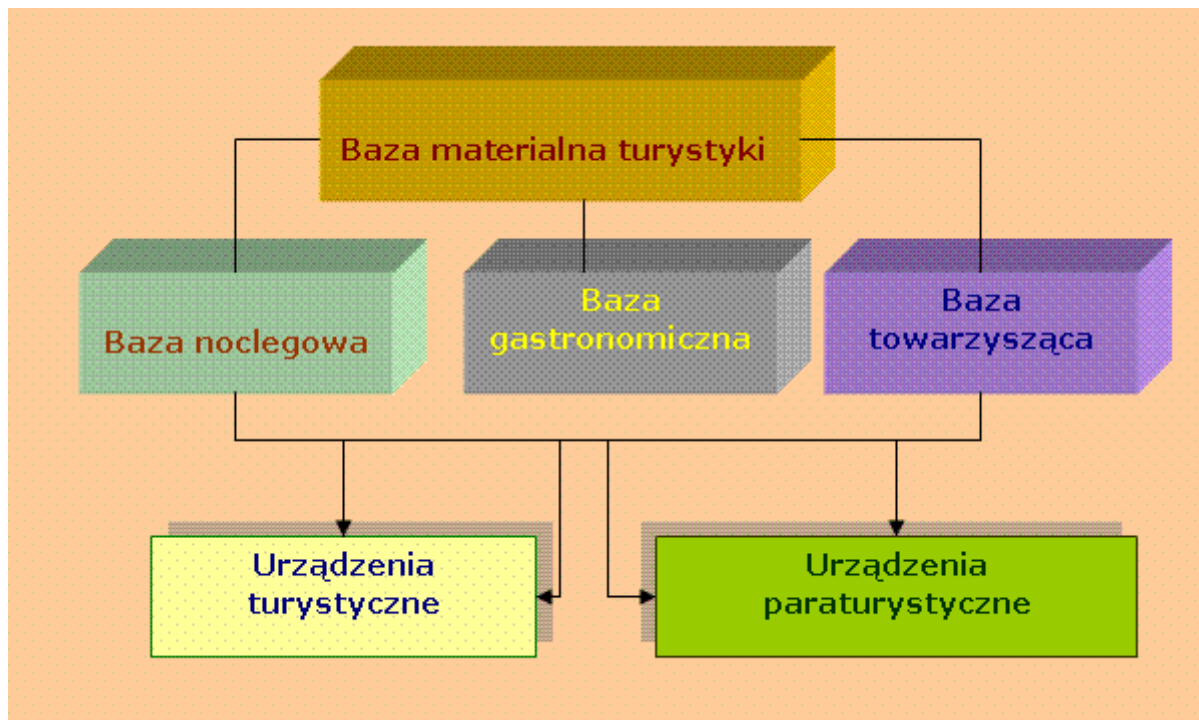 Baza materialna turystyki
Baza noclegowa
Baza
gastronomiczna
Baza
towarzysząca
Urządzenia
turystyczne
Urządzenia
paraturystyczne